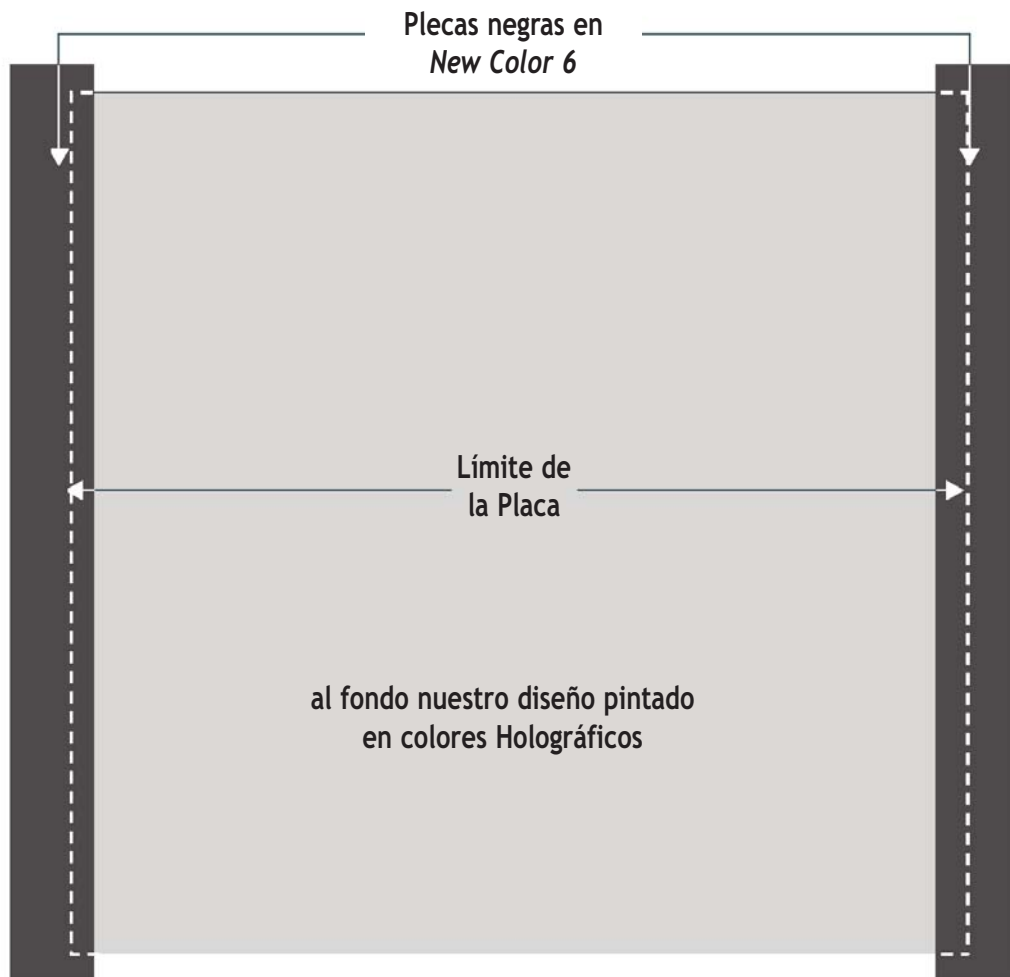 Plecas negras en
New Color 6
Límite de
la Placa
al fondo nuestro diseño pintado
en colores Holográficos